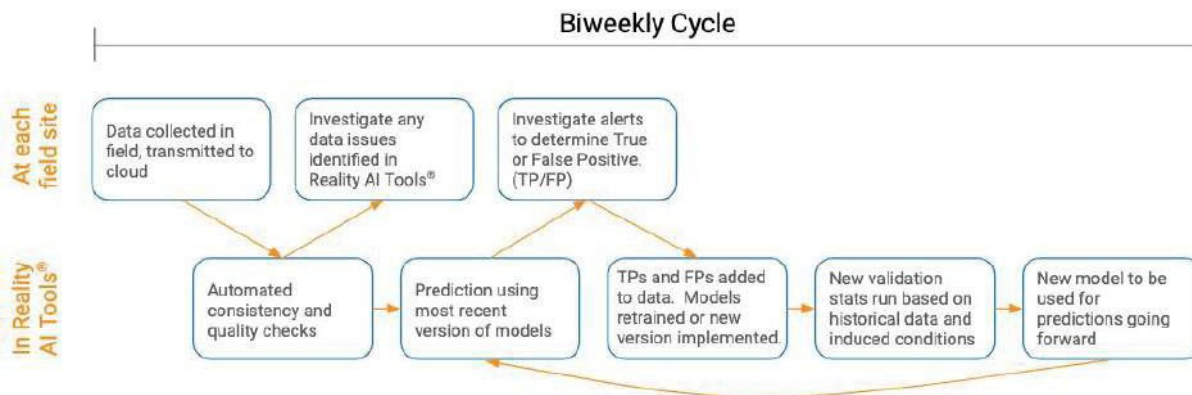 Biweekly Cycle
At each
field site
Data collected in
field, transmitted to
cloud
Investigate any
data issues
identified in
Reality AI Tools®
Investigate alerts
to determine True
or False Positive.
(TP/FP)
In Reality
AI Tools®
Automated
consistency and
quality checks
Prediction using
most recent
version of models
TPs and FPs added
to data. Models
retrained or new
version implemented.
New validation
stats run based on
historical data and
induced conditions
New model to be
used for
predictions going
forward